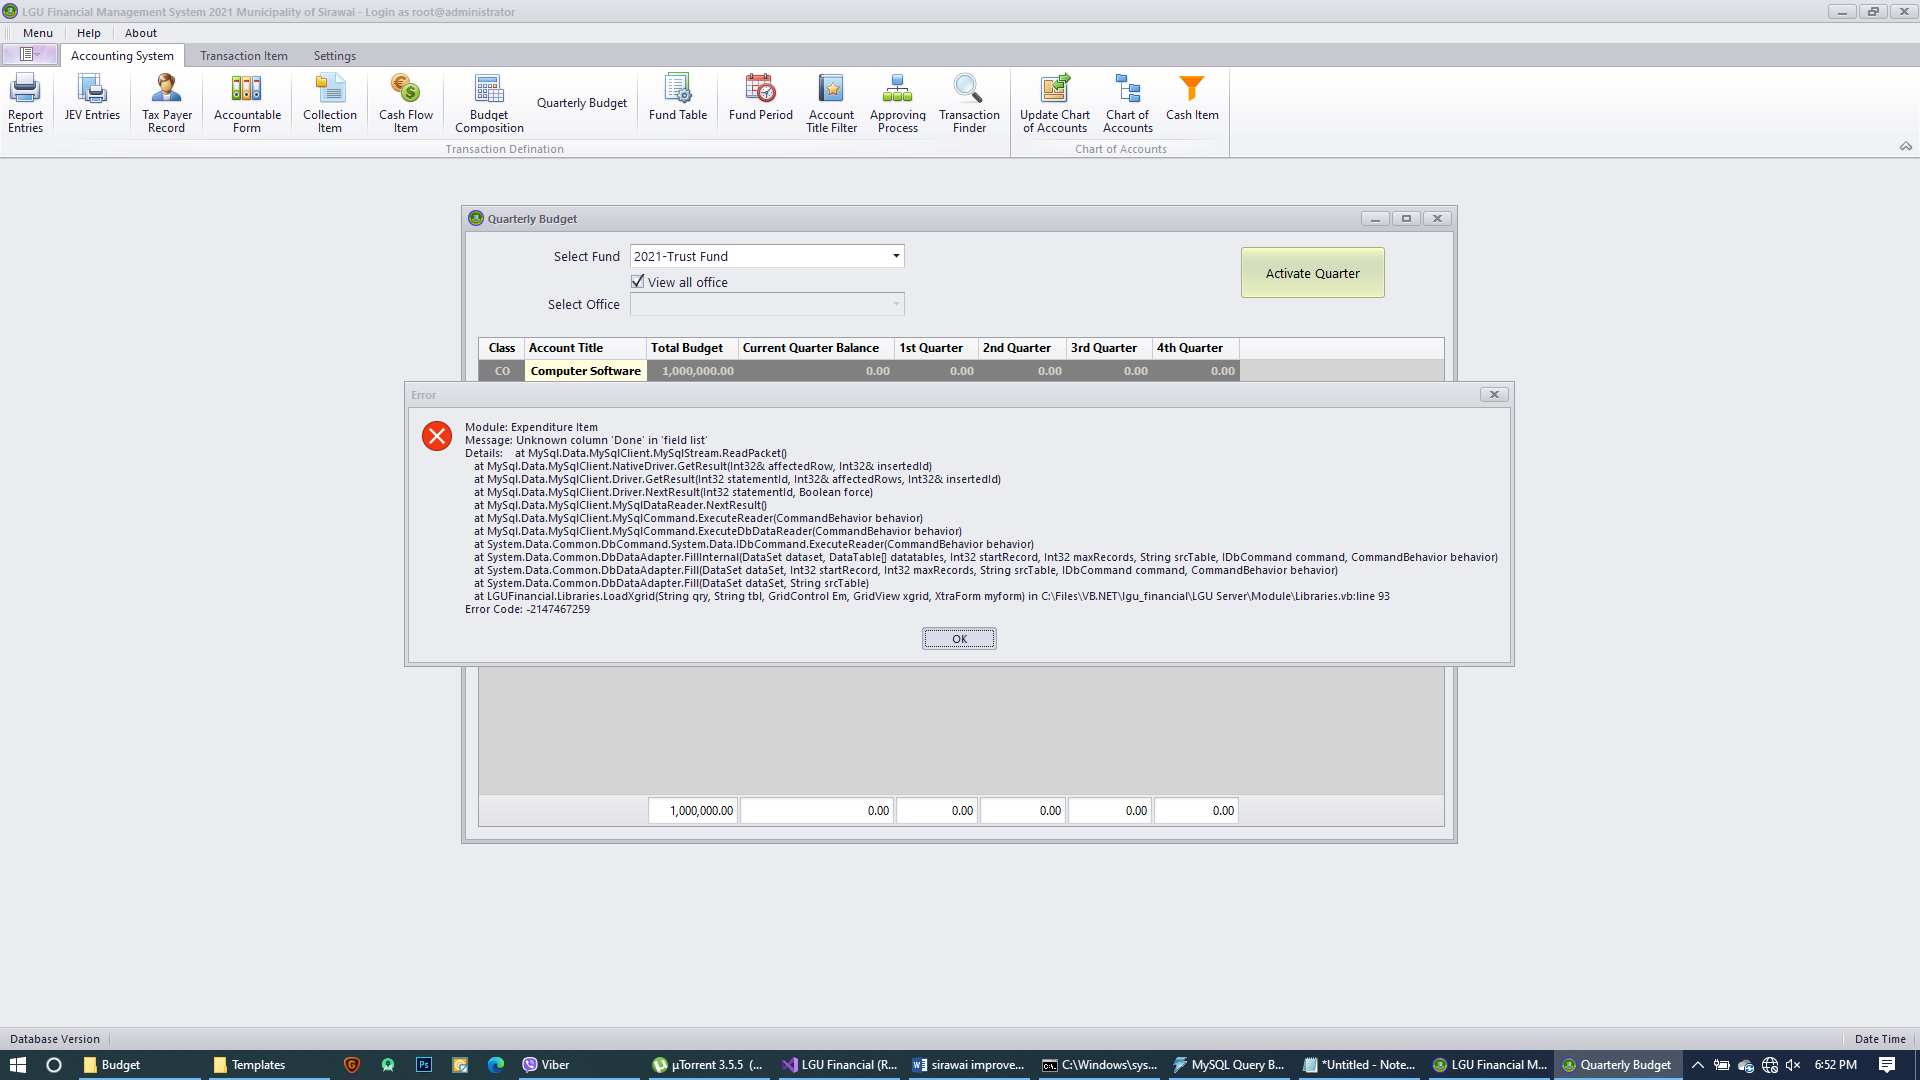 LGU Financial Management System 2021 Municipality of Sirawai - Login as root@administrator
Menu Help About
Accounting System Transaction Item Settings
Report Entries
JEV Entries
Tax Payer Record
Accountable Form
Collection Item
Cash Flow Item
Budget Composition
Quarterly Budget
Fund Table
Fund Period
Account Title Filter
Approving Process
Transaction Finder
Update Chart of Accounts
Chart of Accounts
Cash Item
Transaction Definition
Chart of Accounts
Quarterly Budget
Select Fund 2021-Trust Fund
Activate Quarter
View all office
Select Office
Class Account Title Total Budget Current Quarter Balance 1st Quarter 2nd Quarter 3rd Quarter 4th Quarter
CO Computer Software 1,000,000.00 0.00 0.00 0.00 0.00 0.00
Error
Module: Expenditure Item
Message: Unknown column 'Done' in 'field list'
Details:    at MySql.Data.MySqlClient.MySqlStream.ReadPacket()
at MySql.Data.MySqlClient.NativeDriver.GetResult(Int32& affectedRow, Int32& insertedId)
at MySql.Data.MySqlClient.Driver.GetResult(Int32 statementId, Int32& affectedRows, Int32& insertedId)
at MySql.Data.MySqlClient.Driver.NextResult(Int32 statementId, Boolean force)
at MySql.Data.MySqlClient.MySqlDataReader.NextResult()
at MySql.Data.MySqlClient.MySqlCommand.ExecuteReader(CommandBehavior behavior)
at MySql.Data.MySqlClient.MySqlCommand.ExecuteDbDataReader(CommandBehavior behavior)
at System.Data.Common.DbCommand.System.Data.IDbCommand.ExecuteReader(CommandBehavior behavior)
at System.Data.Common.DbDataAdapter.FillInternal(DataSet dataset, DataTable[] datatables, Int32 startRecord, Int32 maxRecords, String srcTable, IDbCommand command, CommandBehavior behavior)
at System.Data.Common.DbDataAdapter.Fill(DataSet dataSet, Int32 startRecord, Int32 maxRecords, String srcTable, IDbCommand command, CommandBehavior behavior)
at System.Data.Common.DbDataAdapter.Fill(DataSet dataSet, String srcTable)
at LGUFinancial.Libraries.LoadXgrid(String qry, String tbl, GridControl Em, GridView xgrid, XtraForm myform) in C:\Files\VB.NET\lgu_financial\LGU Server\Module\Libraries.vb:line 93
Error Code: -2147467259
OK
1,000,000.00 0.00 0.00 0.00 0.00 0.00
Database Version Date Time
Budget Templates Ps Viber µTorrent 3.5.5 (... LGU Financial (R... sirawai improve... C:\Windows\sys... MySQL Query B... *Untitled - Note... LGU Financial M... Quarterly Budget 6:52 PM